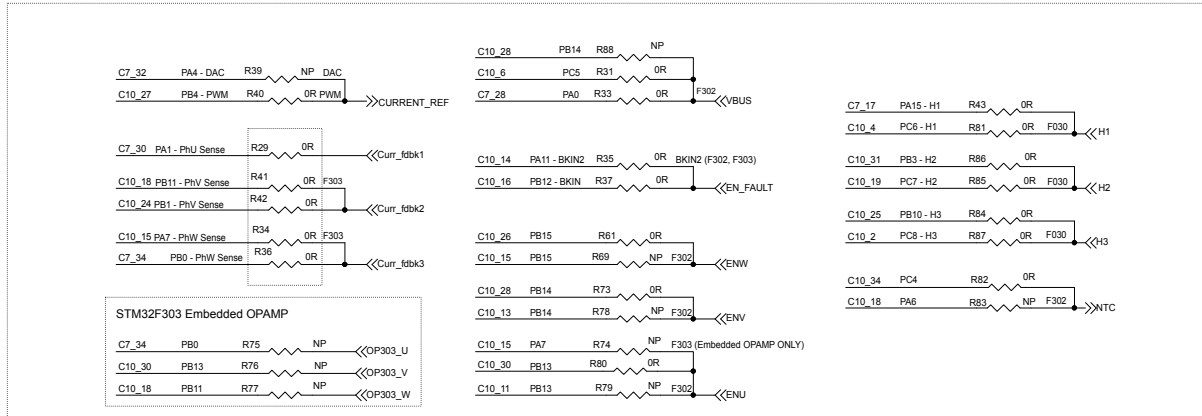 C7_32 PA4 - DAC R39 NP DAC
C10_27 PB4 - PWM R40 0R PWM CURRENT_REF
C7_30 PA1 - PhU Sense R29 0R Curr_fdbk1
C10_18 PB11 - PhV Sense R41 0R F303
C10_24 PB1 - PhV Sense R42 0R Curr_fdbk2
C10_15 PA7 - PhW Sense R34 0R F303
C7_34 PB0 - PhW Sense R36 0R Curr_fdbk3
STM32F303 Embedded OPAMP
C7_34 PB0 R75 NP OP303_U
C10_30 PB13 R76 NP OP303_V
C10_18 PB11 R77 NP OP303_W
C10_28 PB14 R88 NP
C10_6 PC5 R31 0R
C7_28 PA0 R33 0R F302 VBUS
C10_14 PA11 - BKIN2 R35 0R BKIN2 (F302, F303)
C10_16 PB12 - BKIN R37 0R EN_FAULT
C10_26 PB15 R61 0R
C10_15 PB15 R69 NP F302 ENW
C10_28 PB14 R73 0R
C10_13 PB14 R78 NP F302 ENV
C10_15 PA7 R74 NP F303 (Embedded OPAMP ONLY)
C10_30 PB13 R80 0R
C10_11 PB13 R79 NP F302 ENU
C7_17 PA15 - H1 R43 0R
C10_4 PC6 - H1 R81 0R F030 H1
C10_31 PB3 - H2 R86 0R
C10_19 PC7 - H2 R85 0R F030 H2
C10_25 PB10 - H3 R84 0R
C10_2 PC8 - H3 R87 0R F030 H3
C10_34 PC4 R82 0R
C10_18 PA6 R83 NP F302 NTC